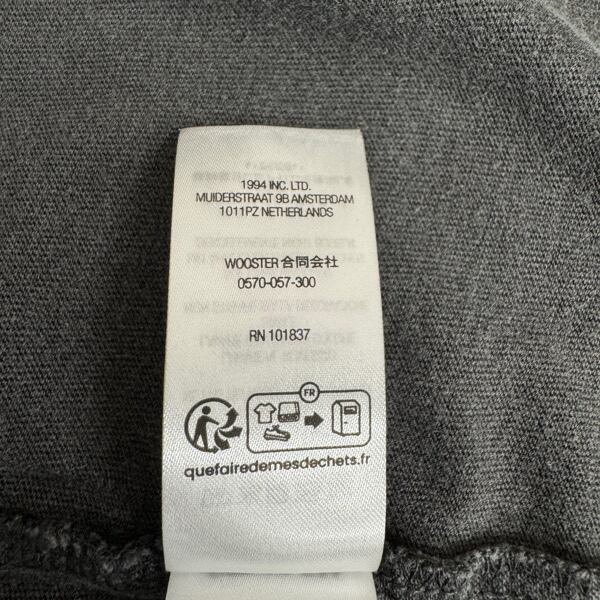 1994 INC. LTD.
MUIDERSTRAAT 9B AMSTERDAM
1011PZ NETHERLANDS
WOOSTER 合同会社
0570-057-300
RN 101837
FR
quefairedemesdechets.fr